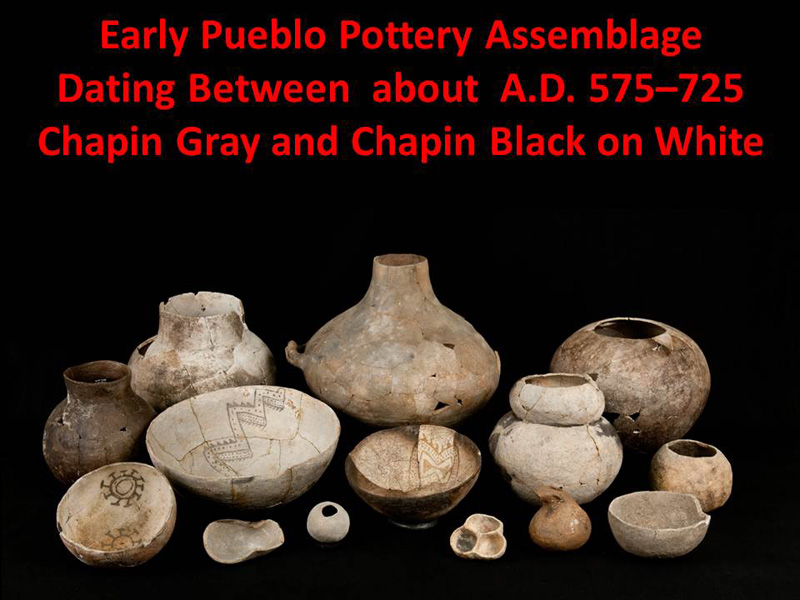 Early Pueblo Pottery Assemblage
Dating Between about A.D. 575–725
Chapin Gray and Chapin Black on White